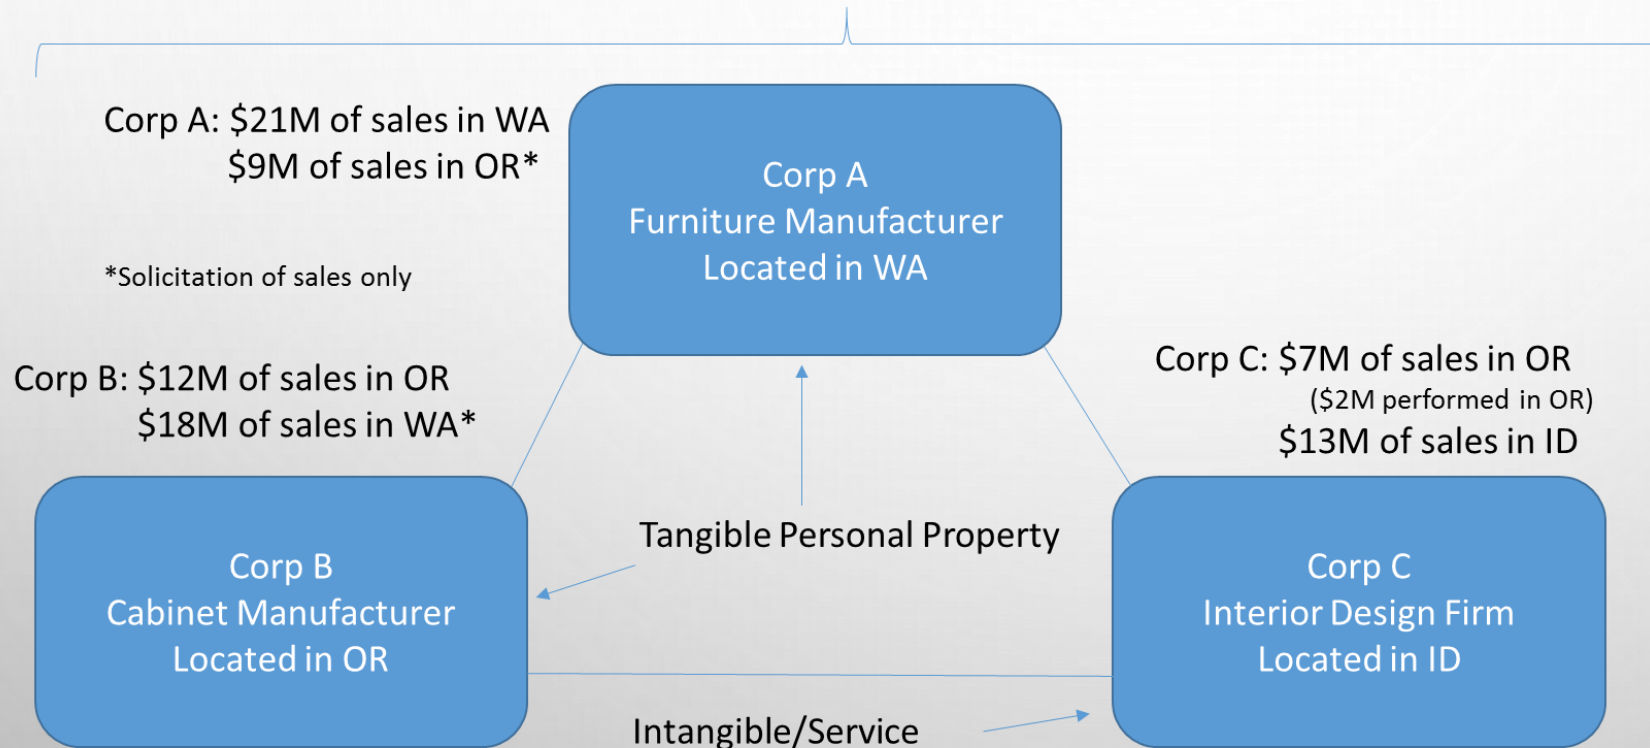 Corp A: $21M of sales in WA
$9M of sales in OR*
*Solicitation of sales only
Corp A
Furniture Manufacturer
Located in WA
Corp B: $12M of sales in OR
$18M of sales in WA*
Corp C: $7M of sales in OR
($2M performed in OR)
$13M of sales in ID
Tangible Personal Property
Corp B
Cabinet Manufacturer
Located in OR
Corp C
Interior Design Firm
Located in ID
Intangible/Service